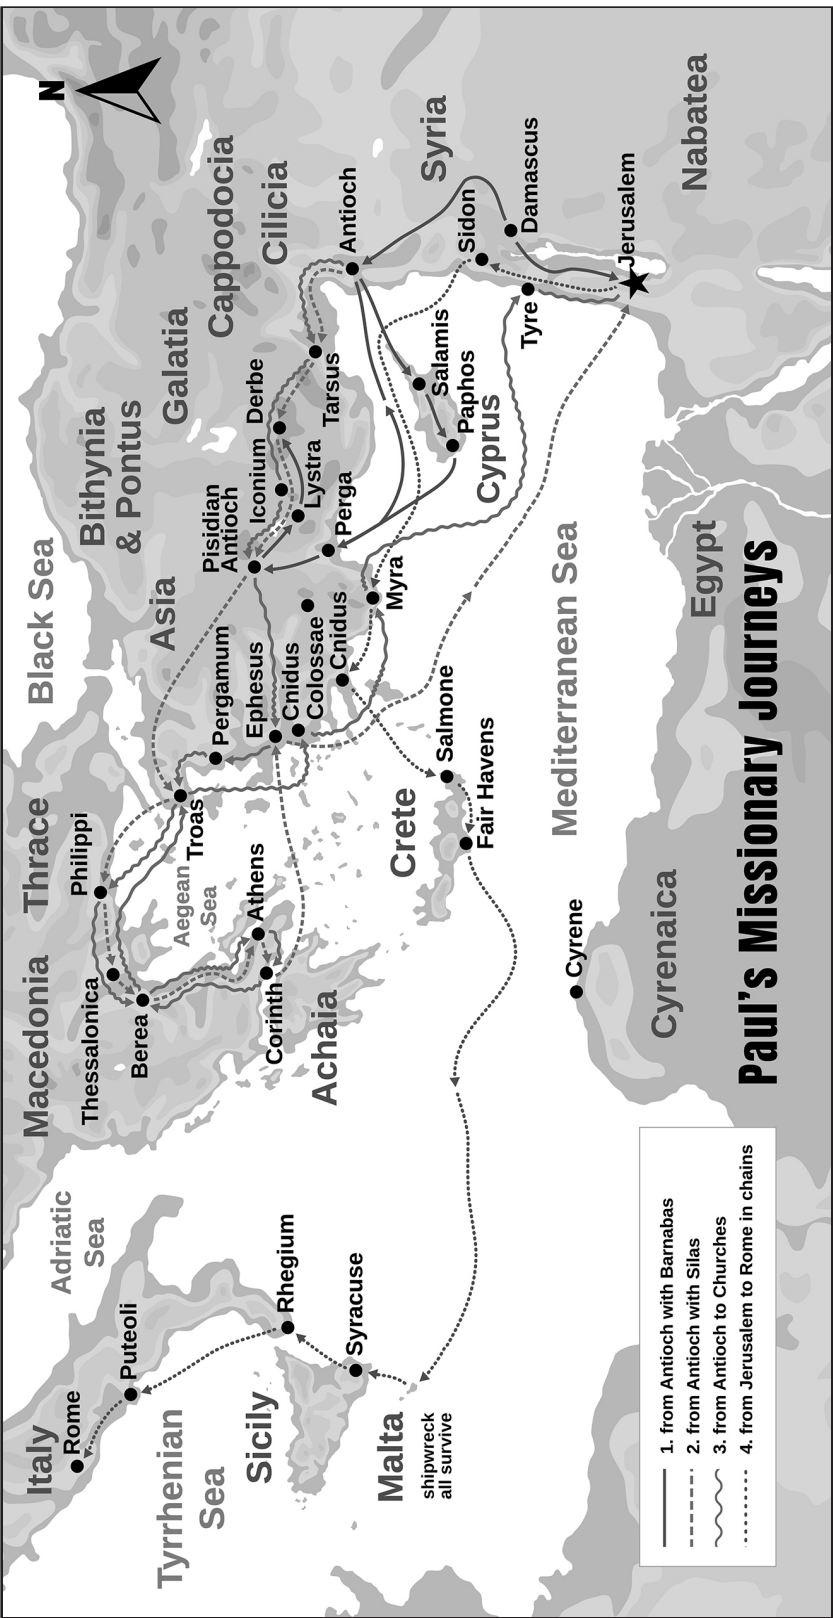 N
Black Sea
Adriatic
Sea
Tyrrhenian
Sea
Aegean
Sea
Mediterranean Sea
Italy
Rome
Puteoli
Rhegium
Sicily
Syracuse
Malta
shipwreck
all survive
Macedonia
Thrace
Philippi
Thessalonica
Berea
Troas
Athens
Corinth
Achaia
Crete
Salmone
Fair Havens
Asia
Pergamum
Ephesus
Cnidus
Colossae
Cnidus
Myra
Perga
Pisidian
Antioch
Iconium
Lystra
Derbe
Tarsus
Bithynia
& Pontus
Galatia
Cappodocia
Cilicia
Antioch
Syria
Salamis
Paphos
Cyprus
Sidon
Damascus
Tyre
Jerusalem
Nabatea
Egypt
Cyrene
Cyrenaica
Paul's Missionary Journeys
1. from Antioch with Barnabas
2. from Antioch with Silas
3. from Antioch to Churches
4. from Jerusalem to Rome in chains